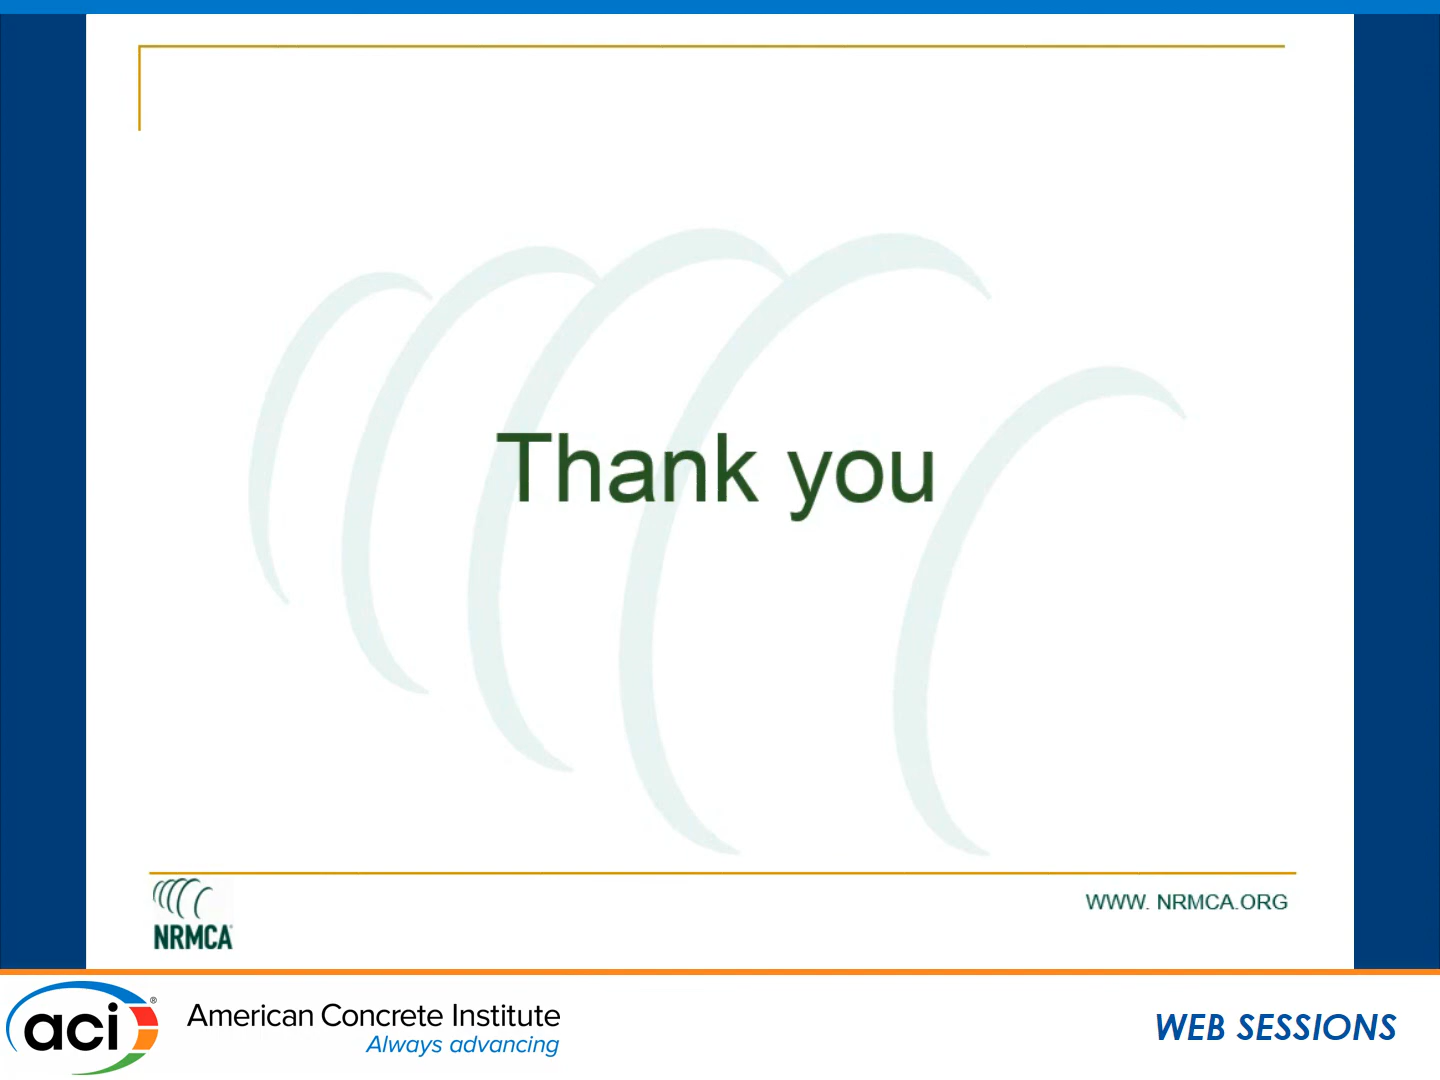 Thank you
NRMCA
WWW. NRMCA.ORG
aci®
American Concrete Institute
Always advancing
WEB SESSIONS